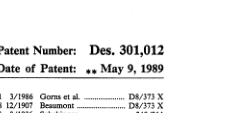 Patent Number: Des. 301,012
Date of Patent: ** May 9, 1989
3/1986 Gorns et al. .................. D8/373 X
12/1907 Beaumont ..................... D8/373 X